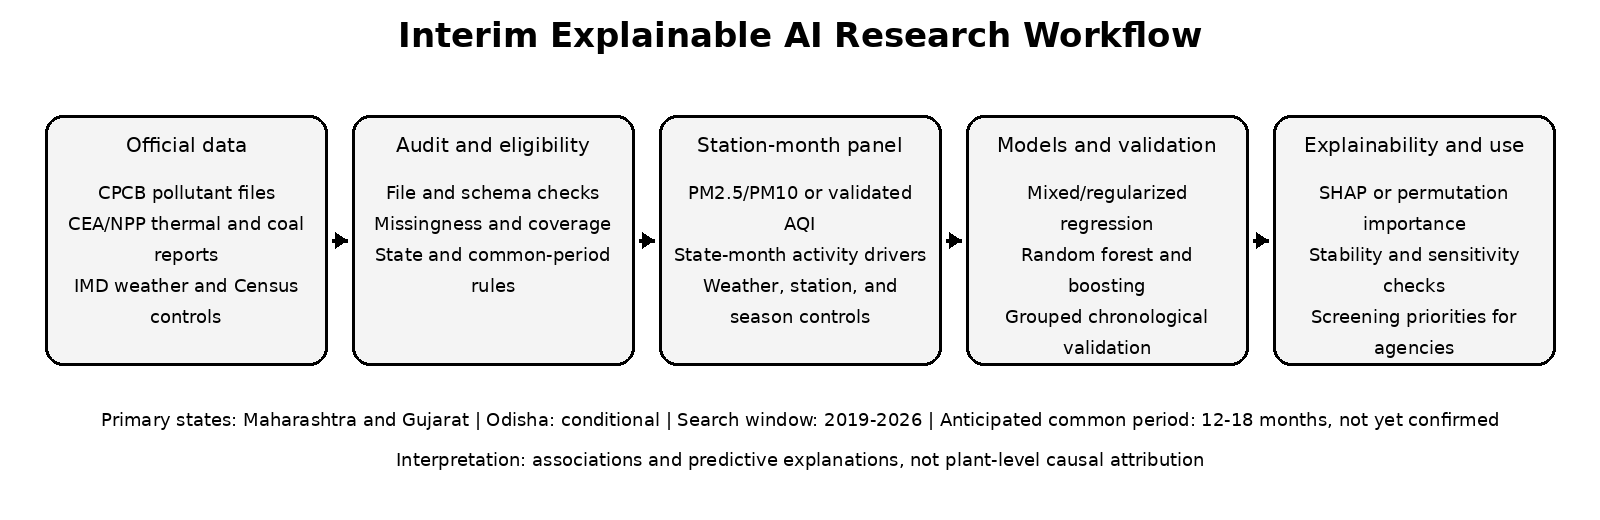 Interim Explainable AI Research Workflow
Official data
CPCB pollutant files
CEA/NPP thermal and coal
reports
IMD weather and Census
controls
Audit and eligibility
File and schema checks
Missingness and coverage
State and common-period
rules
Station-month panel
PM2.5/PM10 or validated
AQI
State-month activity drivers
Weather, station, and
season controls
Models and validation
Mixed/regularized
regression
Random forest and
boosting
Grouped chronological
validation
Explainability and use
SHAP or permutation
importance
Stability and sensitivity
checks
Screening priorities for
agencies
Primary states: Maharashtra and Gujarat | Odisha: conditional | Search window: 2019-2026 | Anticipated common period: 12-18 months, not yet confirmed
Interpretation: associations and predictive explanations, not plant-level causal attribution